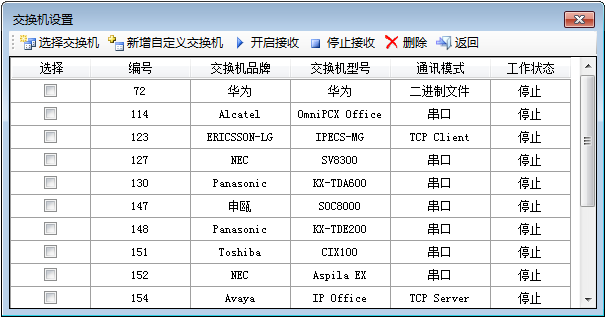 交换机设置
选择交换机 新增自定义交换机 开启接收 停止接收 删除 返回
选择 编号 交换机品牌 交换机型号 通讯模式 工作状态
72 华为 华为 二进制文件 停止
114 Alcatel OmniPCX Office 串口 停止
123 ERICSSON-LG IPECS-MG TCP Client 停止
127 NEC SV8300 串口 停止
130 Panasonic KX-TDA600 串口 停止
147 申瓯 SOC8000 串口 停止
148 Panasonic KX-TDE200 串口 停止
151 Toshiba CIX100 串口 停止
152 NEC Aspila EX 串口 停止
154 Avaya IP Office TCP Server 停止